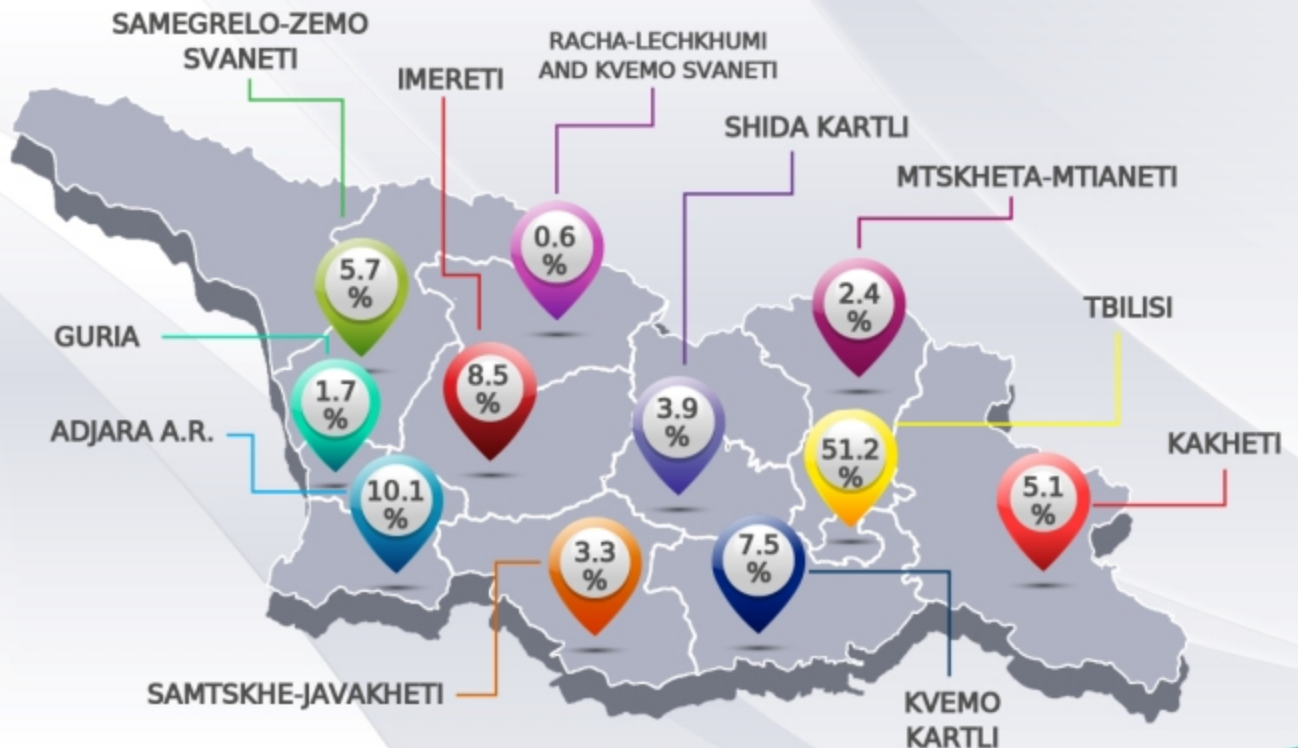 SAMEGRELO-ZEMO
SVANETI
IMERETI
RACHA-LECHKHUMI
AND KVEMO SVANETI
SHIDA KARTLI
MTSKHETA-MTIANETI
TBILISI
KAKHETI
GURIA
ADJARA A.R.
SAMTSKHE-JAVAKHETI
KVEMO
KARTLI
5.7
%
0.6
%
2.4
%
1.7
%
8.5
%
3.9
%
51.2
%
10.1
%
5.1
%
3.3
%
7.5
%